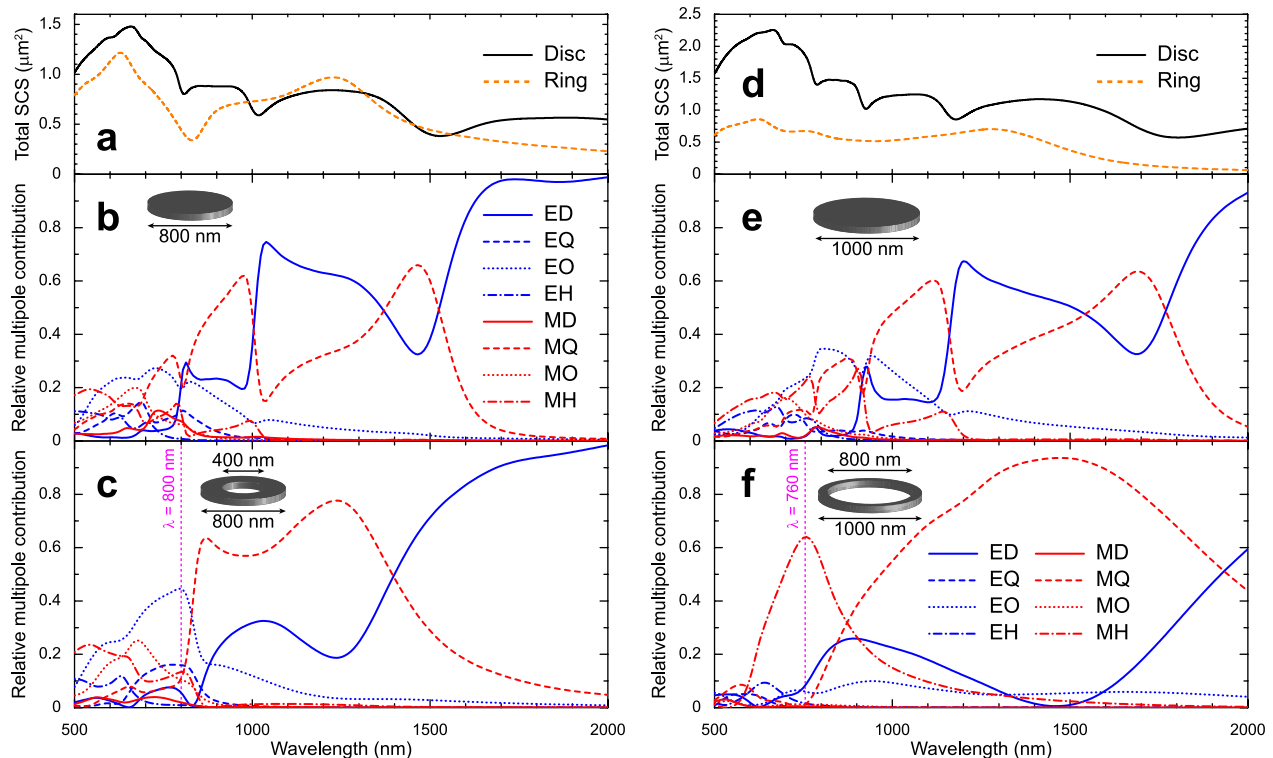 a
Total SCS (μm²)
1.5
1.0
0.5
0
Disc
Ring
b
Relative multipole contribution
0.8
0.6
0.4
0.2
0
800 nm
ED
EQ
EO
EH
MD
MQ
MO
MH
c
Relative multipole contribution
0.8
0.6
0.4
0.2
0
λ = 800 nm
400 nm
800 nm
500
1000
1500
2000
Wavelength (nm)
d
Total SCS (μm²)
2.5
2.0
1.5
1.0
0.5
0
Disc
Ring
e
Relative multipole contribution
0.8
0.6
0.4
0.2
0
1000 nm
f
Relative multipole contribution
0.8
0.6
0.4
0.2
0
λ = 760 nm
800 nm
1000 nm
ED
EQ
EO
EH
MD
MQ
MO
MH
500
1000
1500
2000
Wavelength (nm)